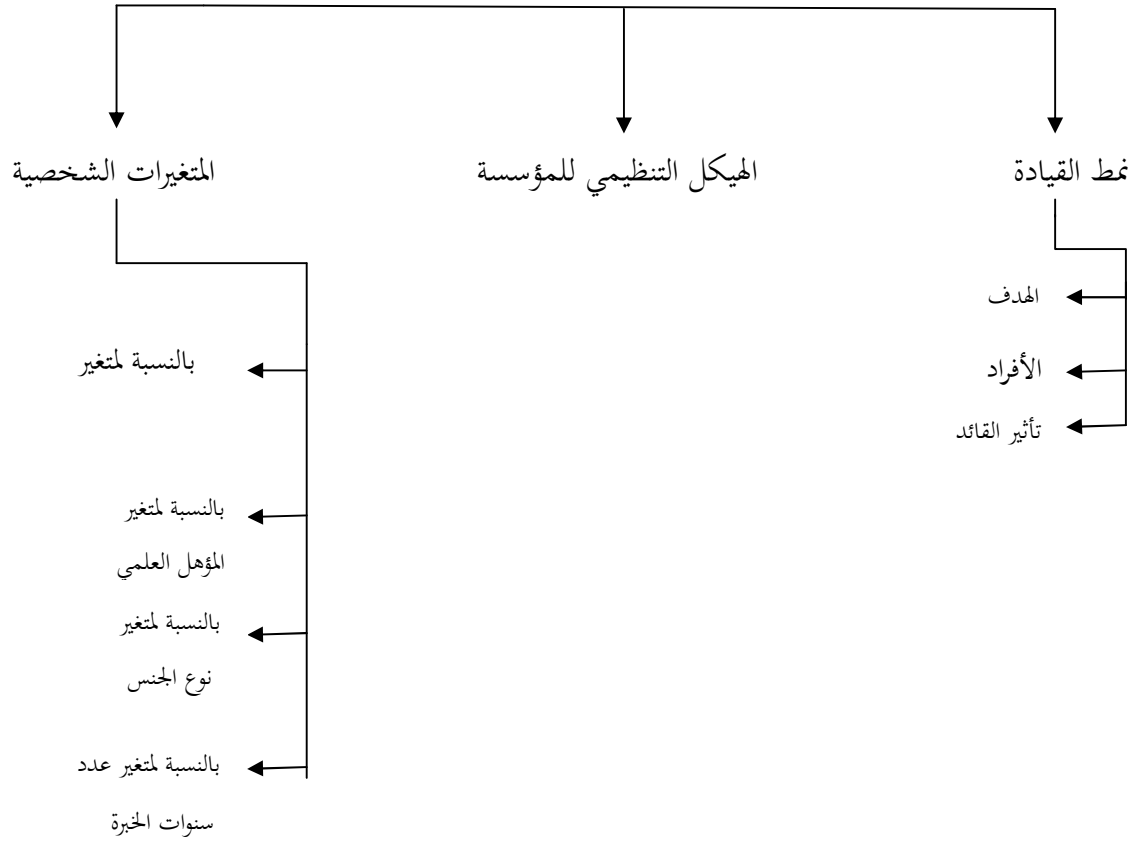 نمط القيادة
الهيكل التنظيمي للمؤسسة
المتغيرات الشخصية
الهدف
الأفراد
تأثير القائد
بالنسبة لمتغير
بالنسبة لمتغير
المؤهل العلمي
بالنسبة لمتغير
نوع الجنس
بالنسبة لمتغير عدد
سنوات الخبرة